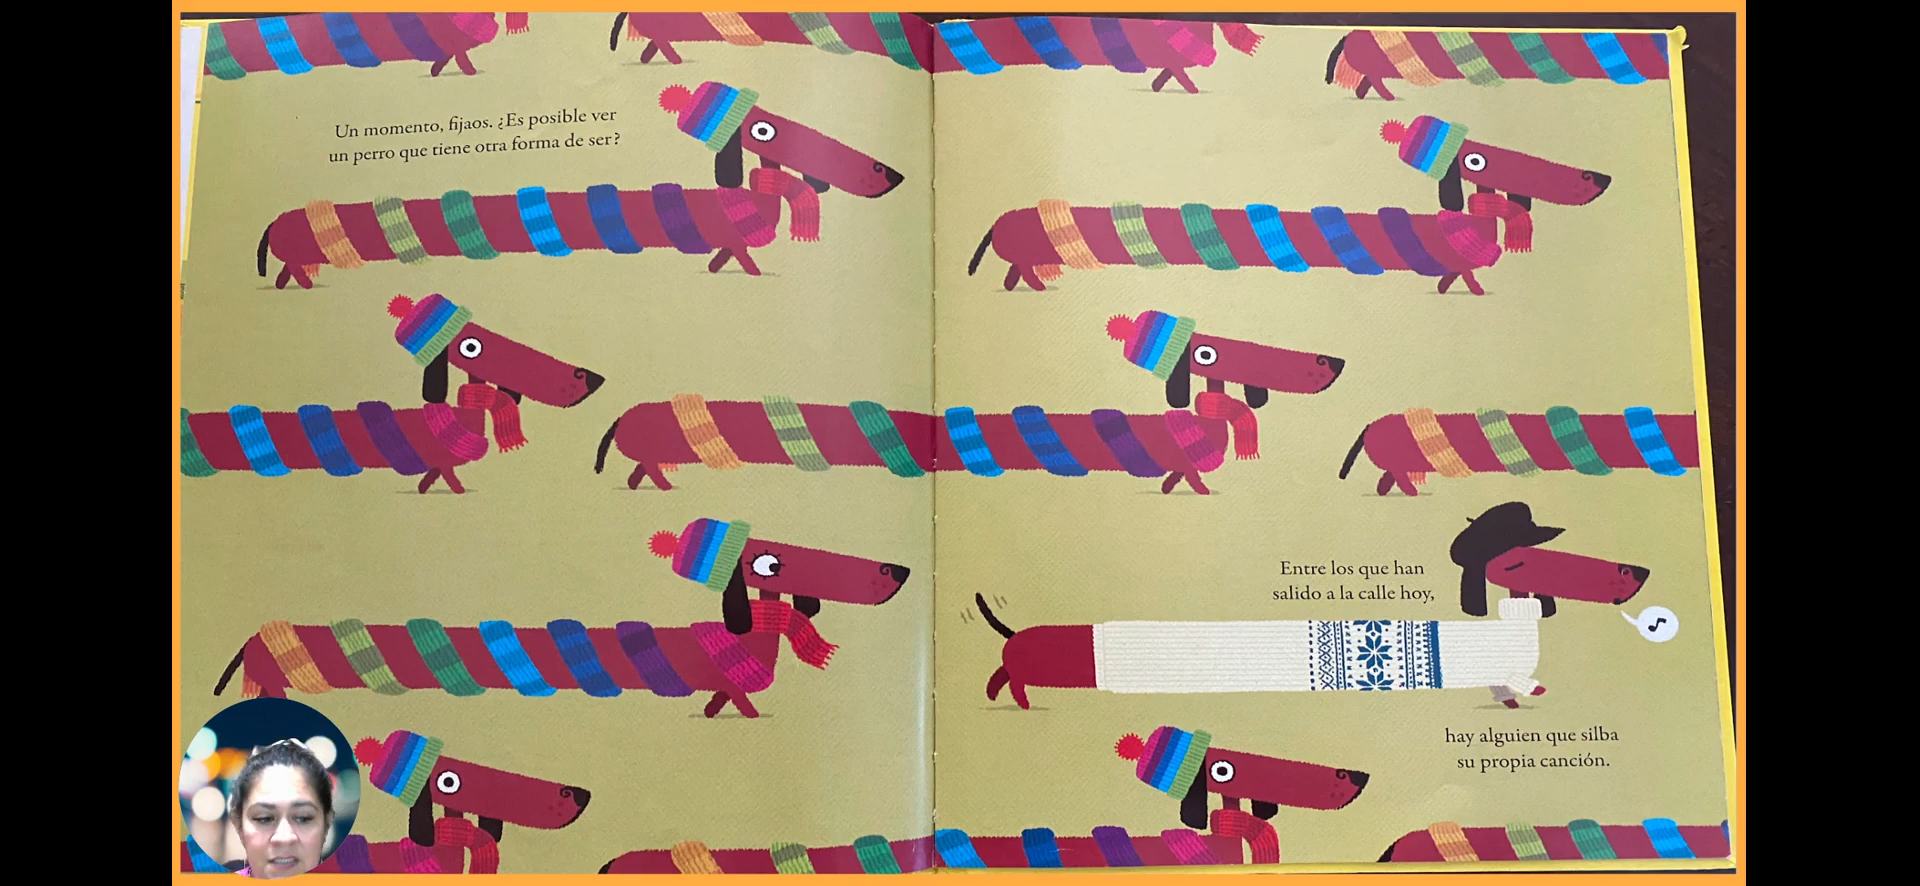 Un momento, fijaos. ¿Es posible ver
un perro que tiene otra forma de ser?
Entre los que han
salido a la calle hoy,
hay alguien que silba
su propia canción.